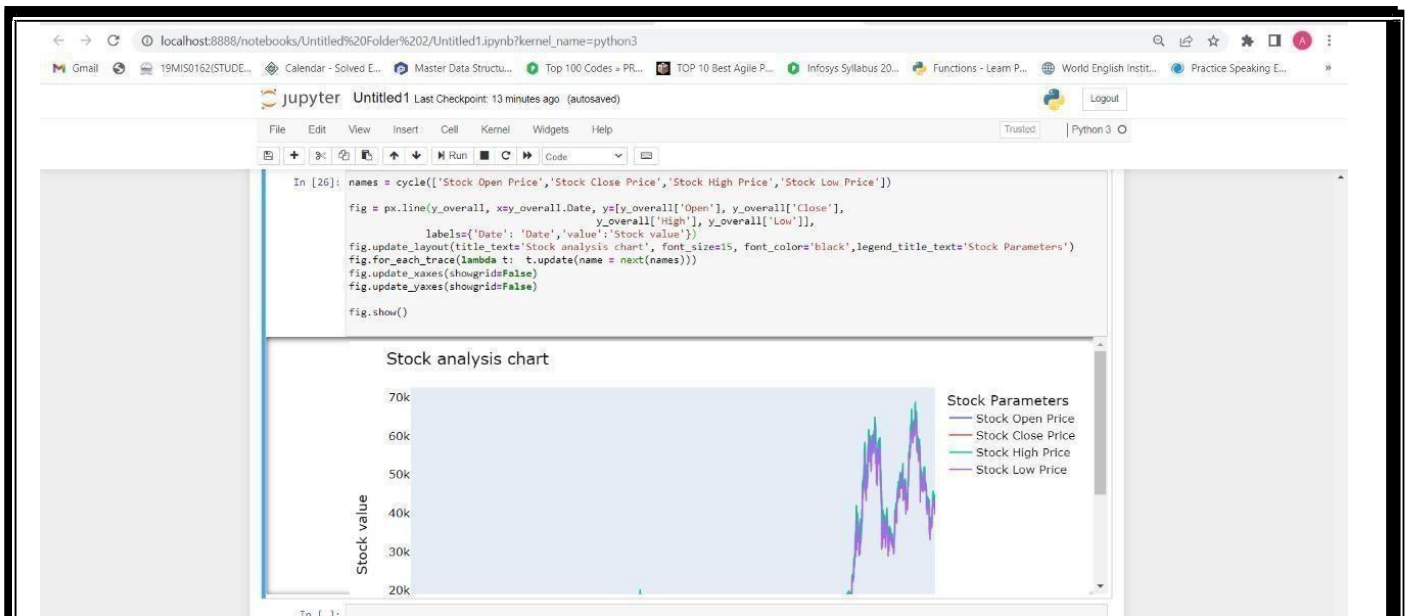 localhost:8888/notebooks/Untitled%20Folder%202/Untitled1.ipynb?kernel_name=python3
A
Gmail 19MIS0162(STUDE... Calendar - Solved E... Master Data Structu... Top 100 Codes » PR... TOP 10 Best Agile P... Infosys Syllabus 20... Functions - Learn P... World English Instit... Practice Speaking E... »
jupyter Untitled1 Last Checkpoint: 13 minutes ago (autosaved) Logout
File Edit View Insert Cell Kernel Widgets Help Trusted Python 3
Run Code
In [26]: names = cycle(['Stock Open Price','Stock Close Price','Stock High Price','Stock Low Price'])
fig = px.line(y_overall, x=y_overall.Date, y=[y_overall['Open'], y_overall['Close'],
y_overall['High'], y_overall['Low']],
labels={'Date': 'Date','value':'Stock value'})
fig.update_layout(title_text='Stock analysis chart', font_size=15, font_color='black',legend_title_text='Stock Parameters')
fig.for_each_trace(lambda t: t.update(name = next(names)))
fig.update_xaxes(showgrid=False)
fig.update_yaxes(showgrid=False)
fig.show()
Stock analysis chart
70k
60k
50k
40k
30k
20k
Stock value
Stock Parameters
Stock Open Price
Stock Close Price
Stock High Price
Stock Low Price
In [ ]: